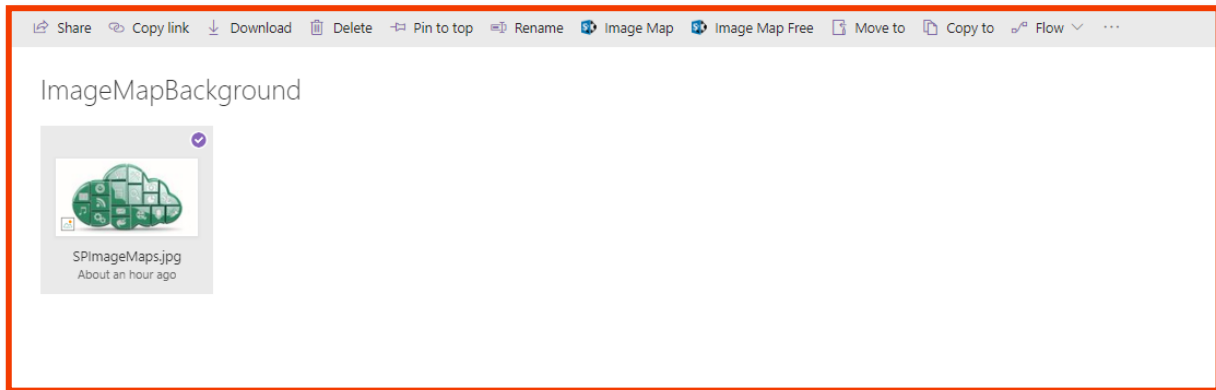 Share Copy link Download Delete Pin to top Rename Image Map Image Map Free Move to Copy to Flow ...
ImageMapBackground
SPImageMaps.jpg
About an hour ago